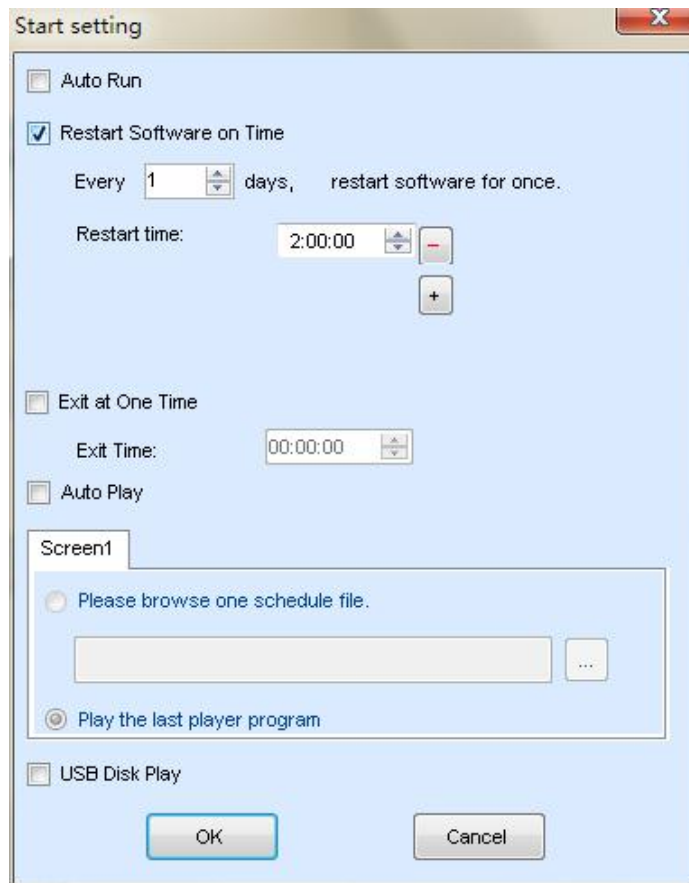 Start setting
Auto Run
Restart Software on Time
Every 1 days, restart software for once.
Restart time: 2:00:00 -
+
Exit at One Time
Exit Time: 00:00:00
Auto Play
Screen1
Please browse one schedule file.
...
Play the last player program
USB Disk Play
OK Cancel